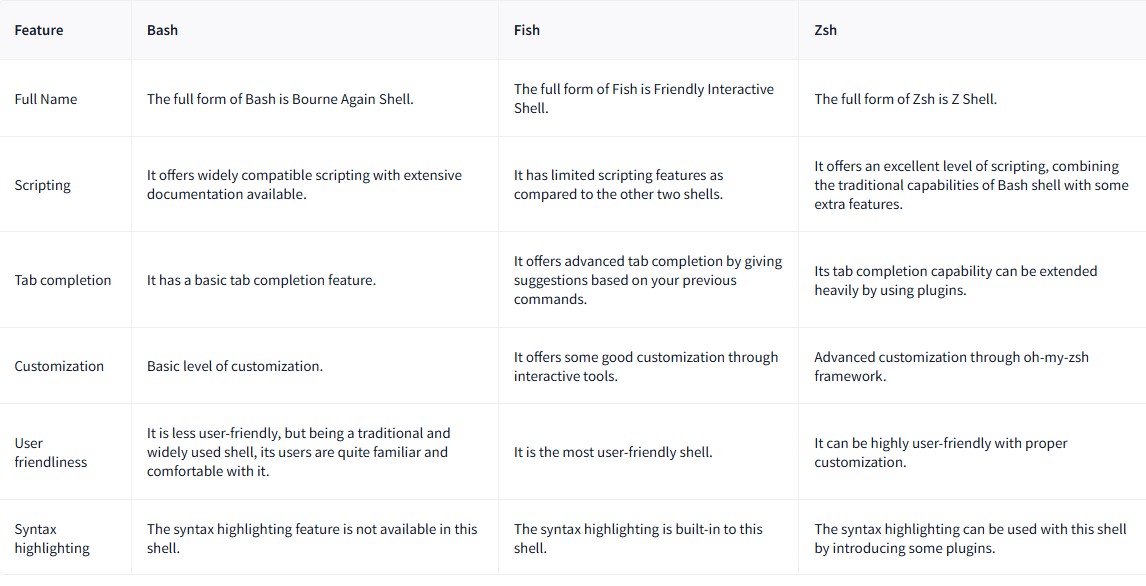 Feature
Bash
Fish
Zsh
Full Name
The full form of Bash is Bourne Again Shell.
The full form of Fish is Friendly Interactive
Shell.
The full form of Zsh is Z Shell.
Scripting
It offers widely compatible scripting with extensive
documentation available.
It has limited scripting features as
compared to the other two shells.
It offers an excellent level of scripting, combining
the traditional capabilities of Bash shell with some
extra features.
Tab completion
It has a basic tab completion feature.
It offers advanced tab completion by giving
suggestions based on your previous
commands.
Its tab completion capability can be extended
heavily by using plugins.
Customization
Basic level of customization.
It offers some good customization through
interactive tools.
Advanced customization through oh-my-zsh
framework.
User
friendliness
It is less user-friendly, but being a traditional and
widely used shell, its users are quite familiar and
comfortable with it.
It is the most user-friendly shell.
It can be highly user-friendly with proper
customization.
Syntax
highlighting
The syntax highlighting feature is not available in this
shell.
The syntax highlighting is built-in to this
shell.
The syntax highlighting can be used with this shell
by introducing some plugins.